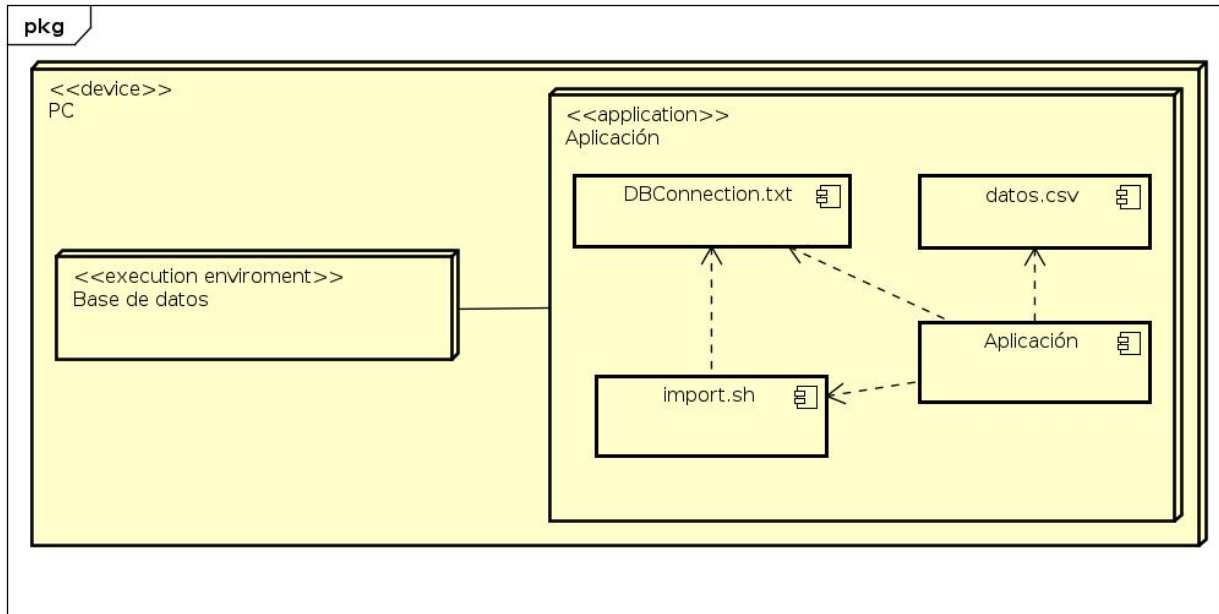 pkg
<<device>>
PC
<<application>>
Aplicación
DBConnection.txt
datos.csv
<<execution enviroment>>
Base de datos
Aplicación
import.sh